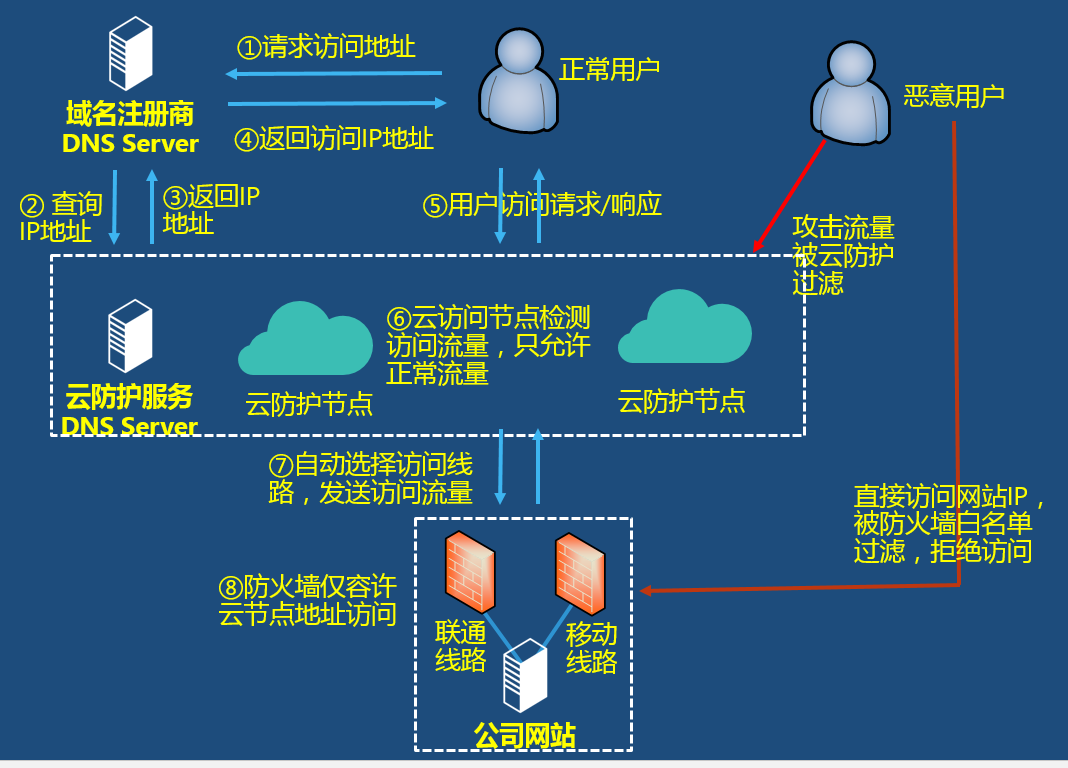 ①请求访问地址
正常用户
恶意用户
域名注册商
DNS Server
④返回访问IP地址
② 查询
IP地址
③返回IP
地址
⑤用户访问请求/响应
攻击流量
被云防护
过滤
⑥云访问节点检测
访问流量，只允许
正常流量
云防护服务
DNS Server
云防护节点
云防护节点
⑦自动选择访问线
路，发送访问流量
直接访问网站IP，
被防火墙白名单
过滤，拒绝访问
⑧防火墙仅容许
云节点地址访问
联通
线路
移动
线路
公司网站